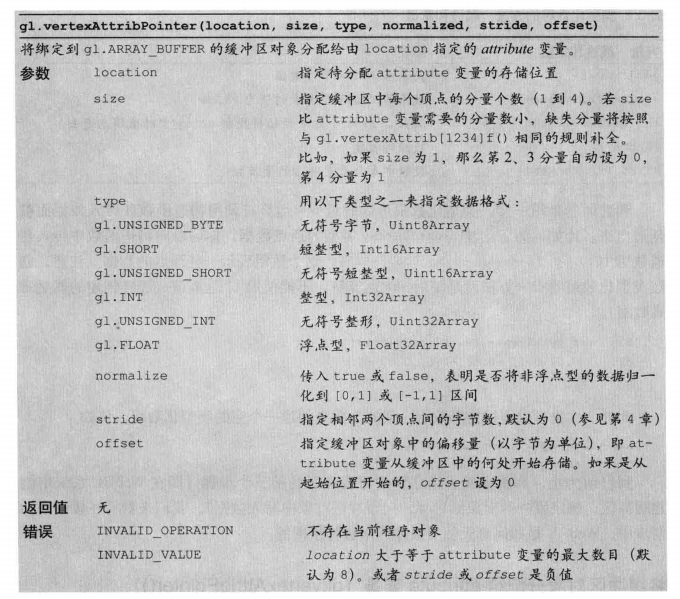 gl.vertexAttribPointer(location, size, type, normalized, stride, offset)
将绑定到 gl.ARRAY_BUFFER 的缓冲区对象分配给由 location 指定的 attribute 变量。
参数 location 指定待分配 attribute 变量的存储位置
size 指定缓冲区中每个顶点的分量个数（1 到 4）。若 size
比 attribute 变量需要的分量数小，缺失分量将按照
与 gl.vertexAttrib[1234]f() 相同的规则补全。
比如，如果 size 为 1，那么第 2、3 分量自动设为 0，
第 4 分量为 1
type 用以下类型之一来指定数据格式：
gl.UNSIGNED_BYTE 无符号字节，Uint8Array
gl.SHORT 短整型，Int16Array
gl.UNSIGNED_SHORT 无符号短整型，Uint16Array
gl.INT 整型，Int32Array
gl.UNSIGNED_INT 无符号整形，Uint32Array
gl.FLOAT 浮点型，Float32Array
normalize 传入 true 或 false，表明是否将非浮点型的数据归一
化到 [0,1] 或 [-1,1] 区间
stride 指定相邻两个顶点间的字节数，默认为 0（参见第 4 章）
offset 指定缓冲区对象中的偏移量（以字节为单位），即 at-
tribute 变量从缓冲区中的何处开始存储。如果是从
起始位置开始的，offset 设为 0
返回值 无
错误 INVALID_OPERATION 不存在当前程序对象
INVALID_VALUE location 大于等于 attribute 变量的最大数目（默
认为 8）。或者 stride 或 offset 是负值